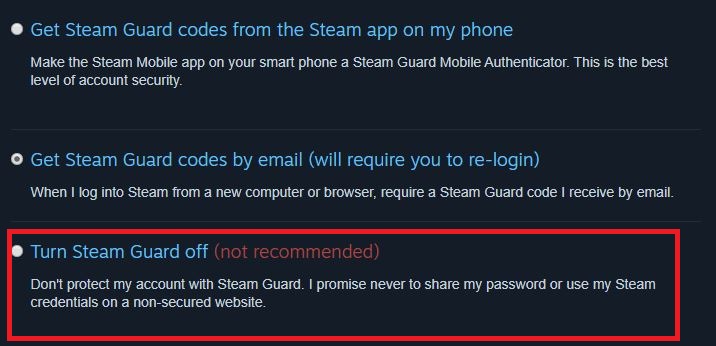 Get Steam Guard codes from the Steam app on my phone
Make the Steam Mobile app on your smart phone a Steam Guard Mobile Authenticator. This is the best
level of account security.
Get Steam Guard codes by email (will require you to re-login)
When I log into Steam from a new computer or browser, require a Steam Guard code I receive by email.
Turn Steam Guard off (not recommended)
Don't protect my account with Steam Guard. I promise never to share my password or use my Steam
credentials on a non-secured website.